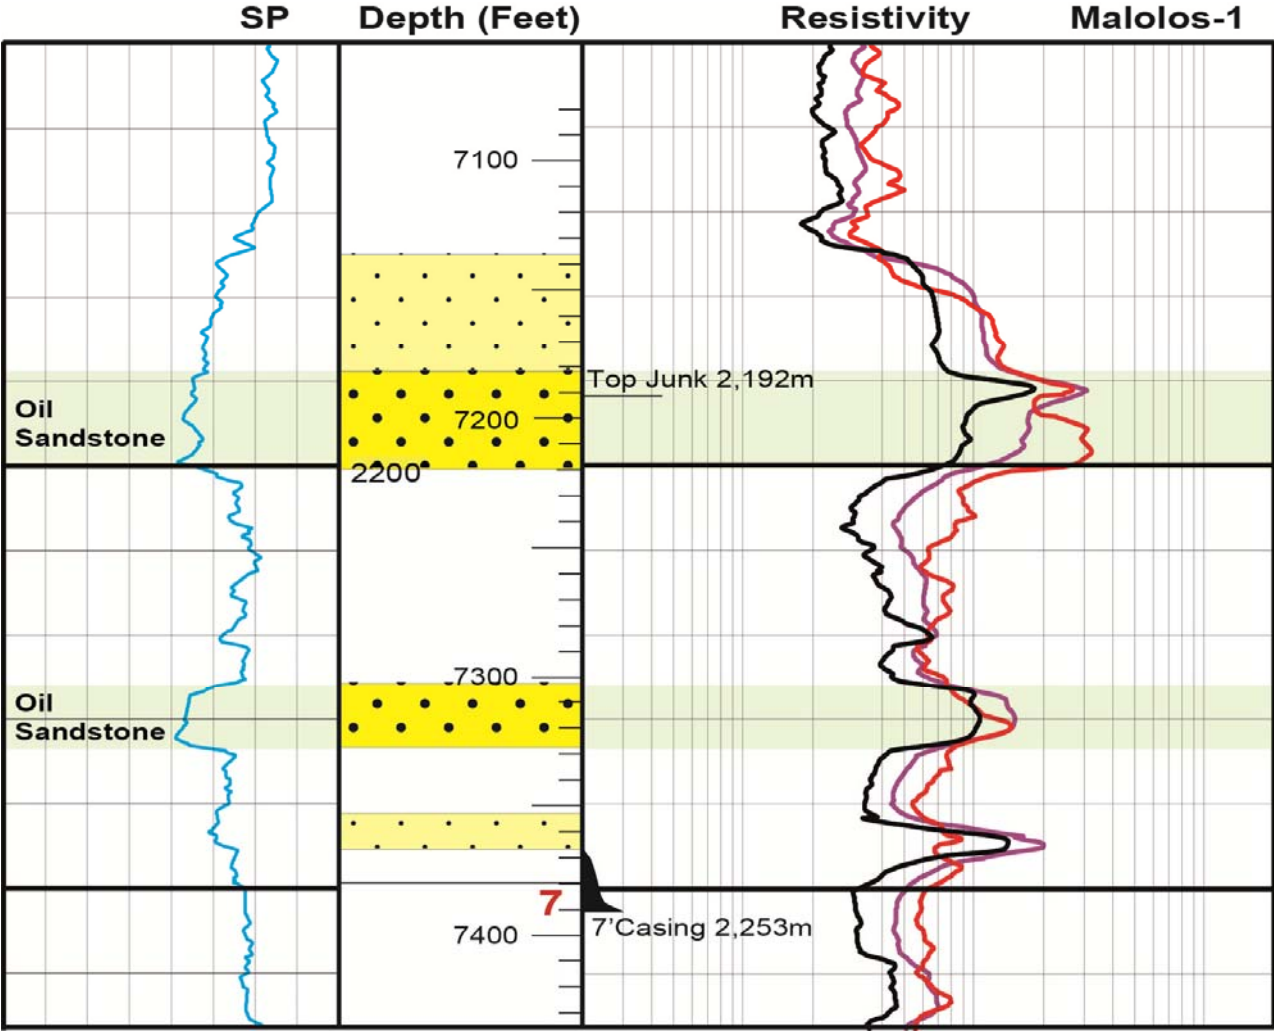 SP Depth (Feet) Resistivity Malolos-1
7100
Top Junk 2,192m
Oil
Sandstone
7200
2200
7300
Oil
Sandstone
7
7'Casing 2,253m
7400